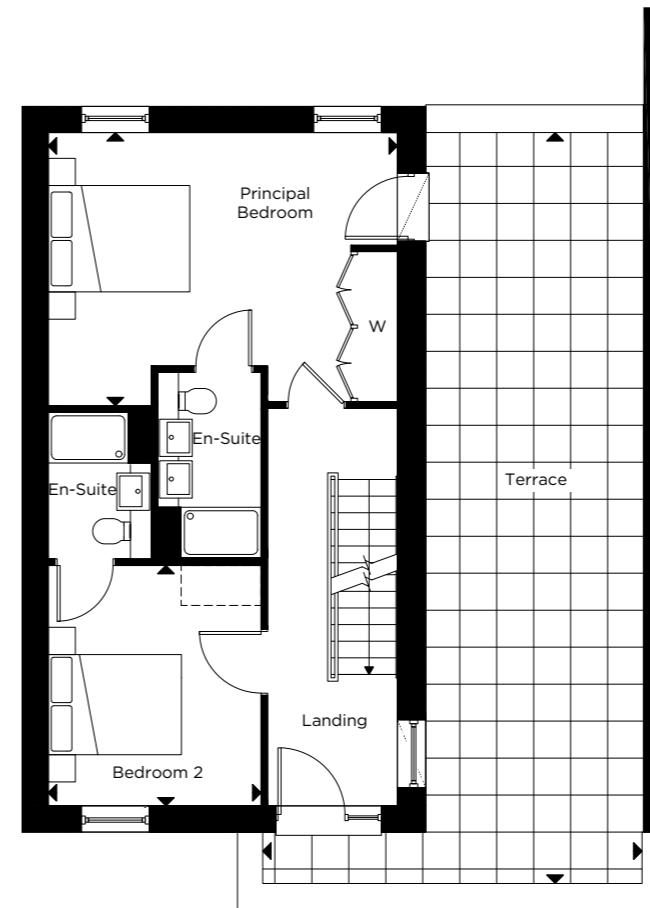 Principal
Bedroom
W
En-Suite
En-Suite
Terrace
Landing
Bedroom 2